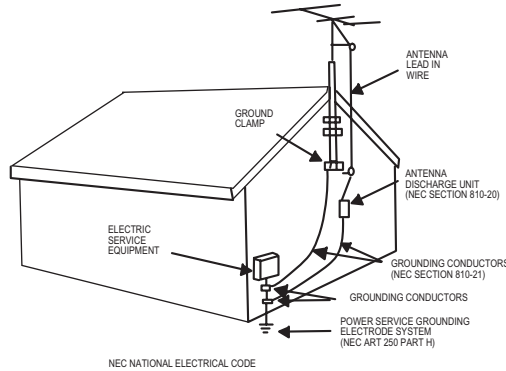 ANTENNA
LEAD IN
WIRE
GROUND
CLAMP
ANTENNA
DISCHARGE UNIT
(NEC SECTION 810-20)
ELECTRIC
SERVICE
EQUIPMENT
GROUNDING CONDUCTORS
(NEC SECTION 810-21)
GROUNDING CONDUCTORS
POWER SERVICE GROUNDING
ELECTRODE SYSTEM
(NEC ART 250 PART H)
NEC NATIONAL ELECTRICAL CODE